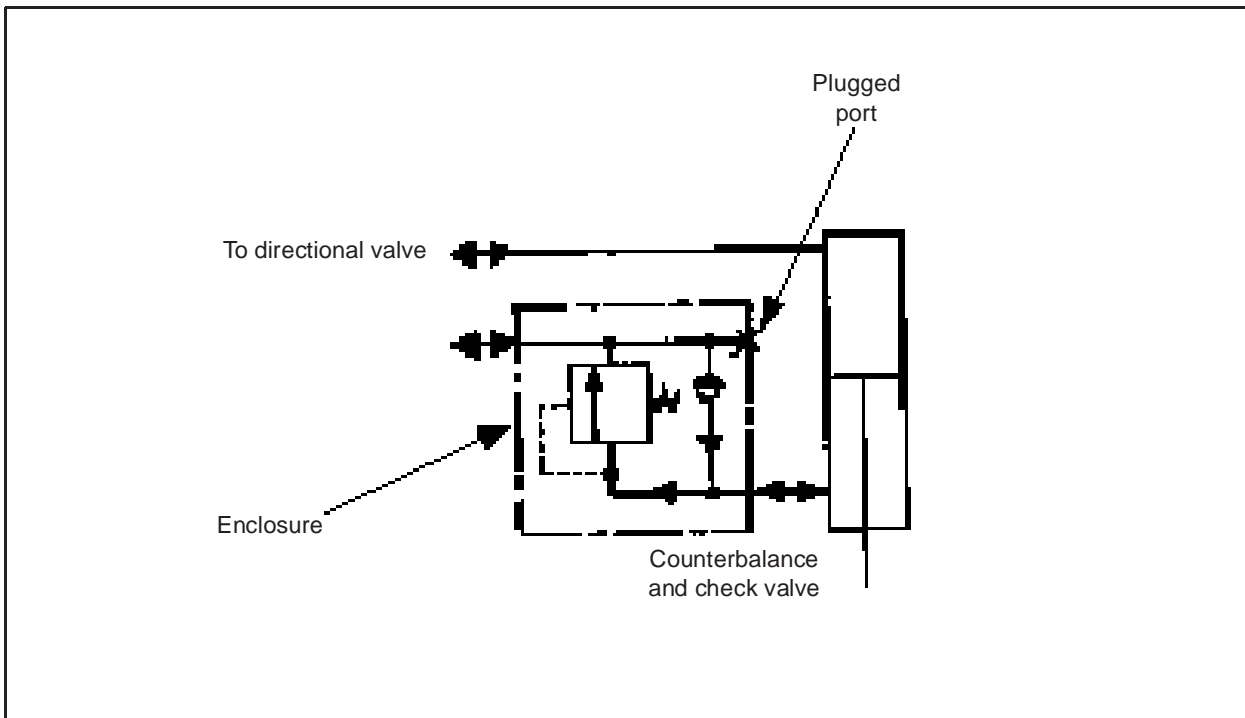 Plugged
port
To directional valve
Enclosure
Counterbalance
and check valve